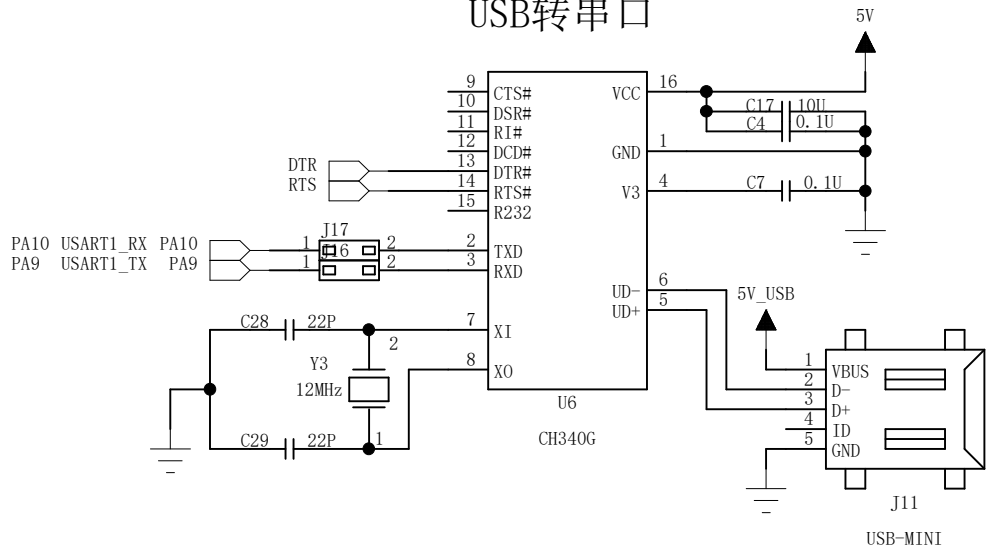 USB转串口
5V
9 CTS#
10 DSR#
11 RI#
12 DCD#
DTR 13 DTR#
RTS 14 RTS#
15 R232
VCC 16
C17 10U
C4 0.1U
GND 1
V3 4 C7 0.1U
J17
PA10 USART1_RX PA10 1 2 2 TXD
J16
PA9 USART1_TX PA9 1 2 3 RXD
UD- 6
UD+ 5
5V_USB
C28 22P 7 XI
2
Y3
12MHz
8 XO
C29 22P 1
U6
CH340G
1 VBUS
2 D-
3 D+
4 ID
5 GND
J11
USB-MINI